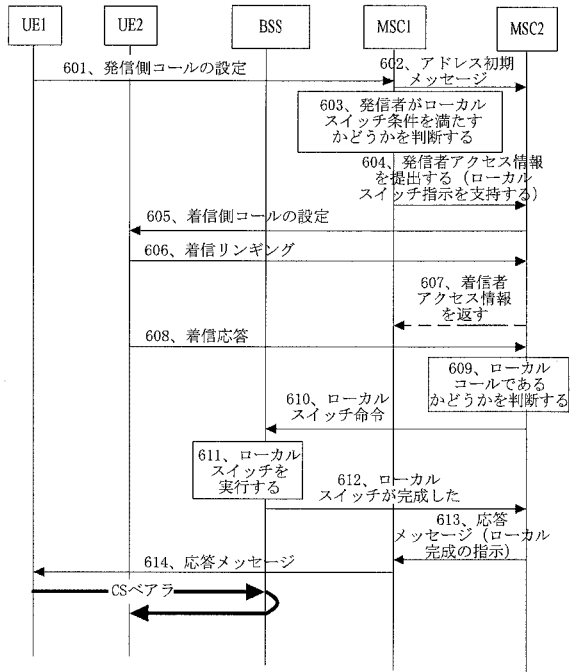 UE1
UE2
BSS
MSC1
MSC2
601、発信側コールの設定
602、アドレス初期
メッセージ
603、発信者がローカル
スイッチ条件を満たす
かどうかを判断する
604、発信者アクセス情報
を提出する（ローカル
スイッチ指示を支持する）
605、着信側コールの設定
606、着信リンギング
607、着信者
アクセス情報
を返す
608、着信応答
609、ローカル
コールである
かどうかを判断する
610、ローカル
スイッチ命令
611、ローカル
スイッチを
実行する
612、ローカル
スイッチが完成した
613、応答
メッセージ（ローカル
完成の指示）
614、応答メッセージ
CSベアラ